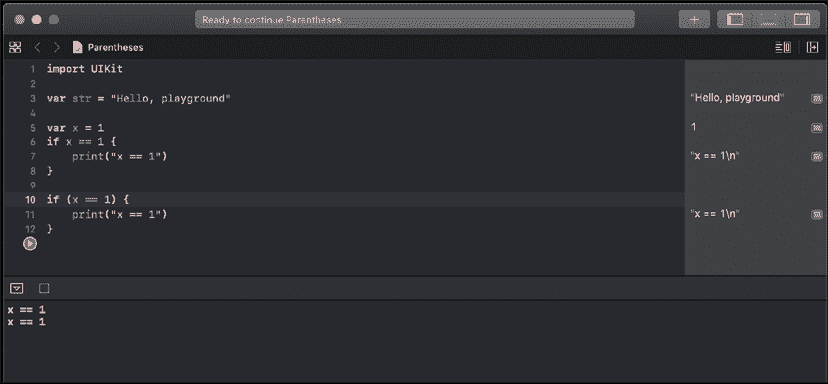 Ready to continue Parentheses
Parentheses
1 import UIKit
2
3 var str = "Hello, playground"
"Hello, playground"
4
5 var x = 1
1
6 if x == 1 {
7 print("x == 1")
"x == 1\n"
8 }
9
10 if (x == 1) {
11 print("x == 1")
"x == 1\n"
12 }
x == 1
x == 1